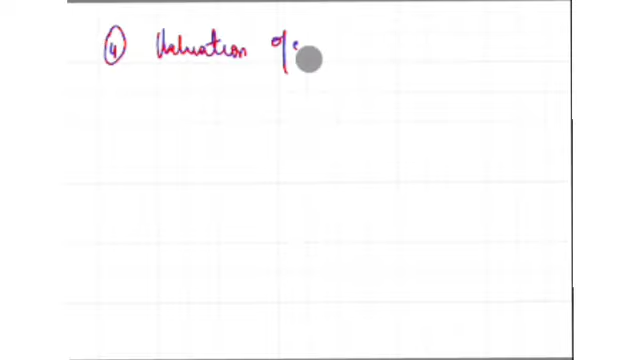 ④ Valuation of